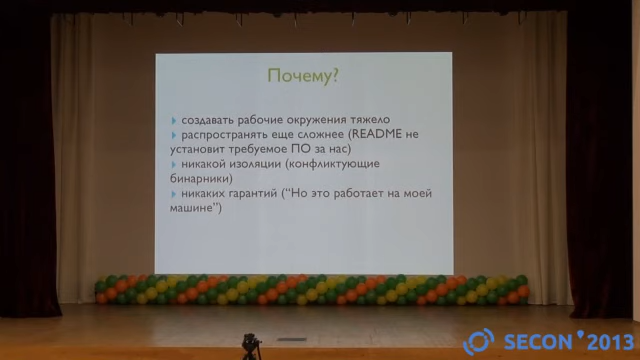 Почему?
создавать рабочие окружения тяжело
распространять еще сложнее (README не
установит требуемое ПО за нас)
никакой изоляции (конфликтующие
бинарники)
никаких гарантий (“Но это работает на моей
машине”)
SECON'2013